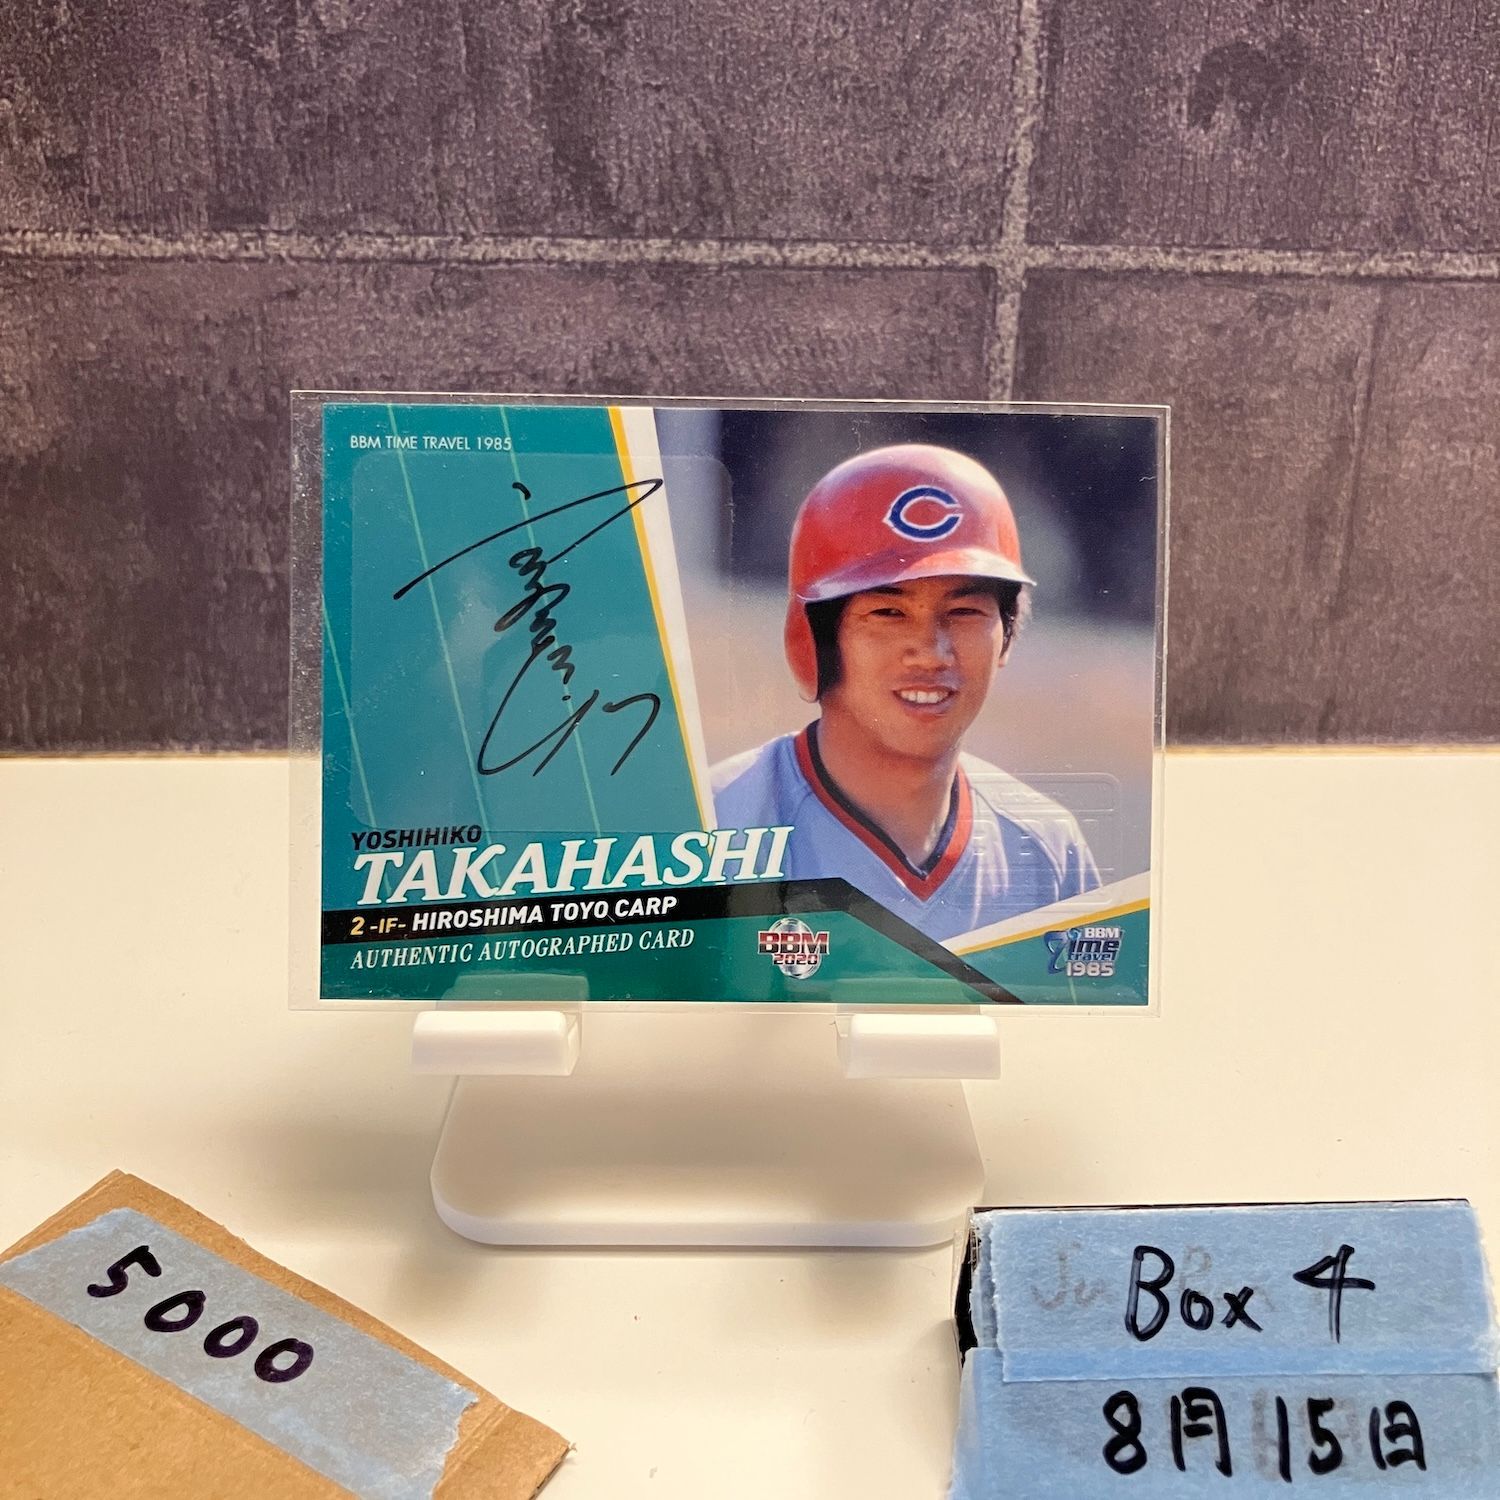 BBM TIME TRAVEL 1985
C
YOSHIHIKO
TAKAHASHI
2 -IF- HIROSHIMA TOYO CARP
AUTHENTIC AUTOGRAPHED CARD
BBM
2020
BBM
Time
travel
1985
5000
Box 4
8月15日